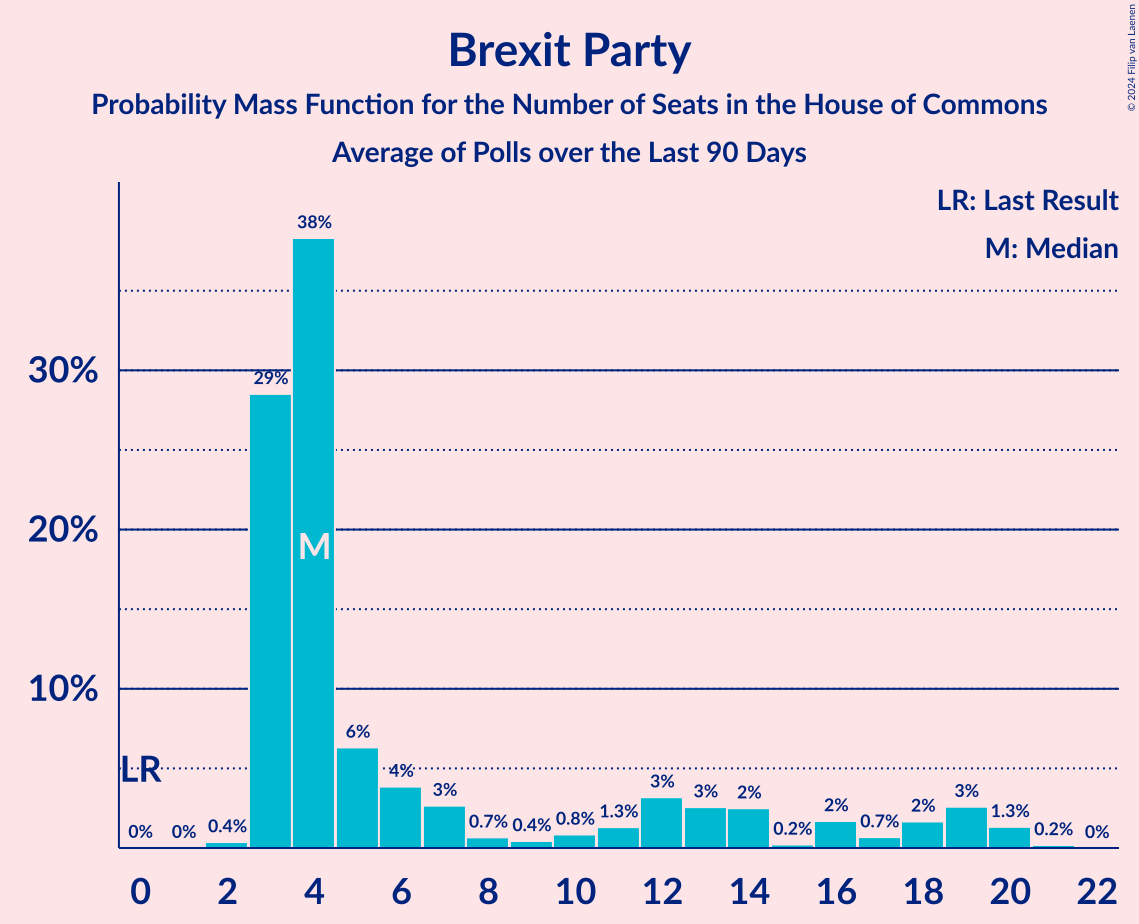 Brexit Party
Probability Mass Function for the Number of Seats in the House of Commons
Average of Polls over the Last 90 Days
© 2024 Filip van Laenen
LR: Last Result
M: Median
38%
30%
29%
20%
M
10%
6%
LR
4%
3%
3%
3%
2%
3%
0%
0%
0.4%
0.7%
0.4%
0.8%
1.3%
0.2%
2%
0.7%
2%
1.3%
0.2%
0%
0 2 4 6 8 10 12 14 16 18 20 22